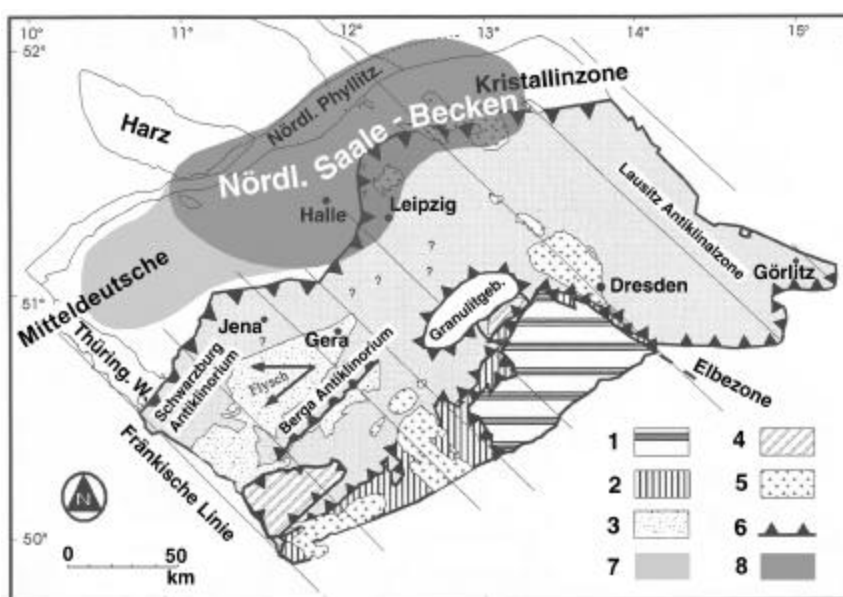 10° 11° 12° 13° 14° 15°
52°
Kristallinzone
Nördl. Phyllitz.
Harz
Nördl. Saale - Becken
Lausitz Antiklinalzone
Halle
Leipzig
Mitteldeutsche
Görlitz
Dresden
51°
Granulitgeb.
Jena
Gera
Thüring. W.
Schwarzburg
Antiklinorium
Flysch
Berga Antiklinorium
Elbezone
Fränkische Linie
1 4
2 5
N
3 6
50°
0 50
km
7 8
? ? ? ? ?